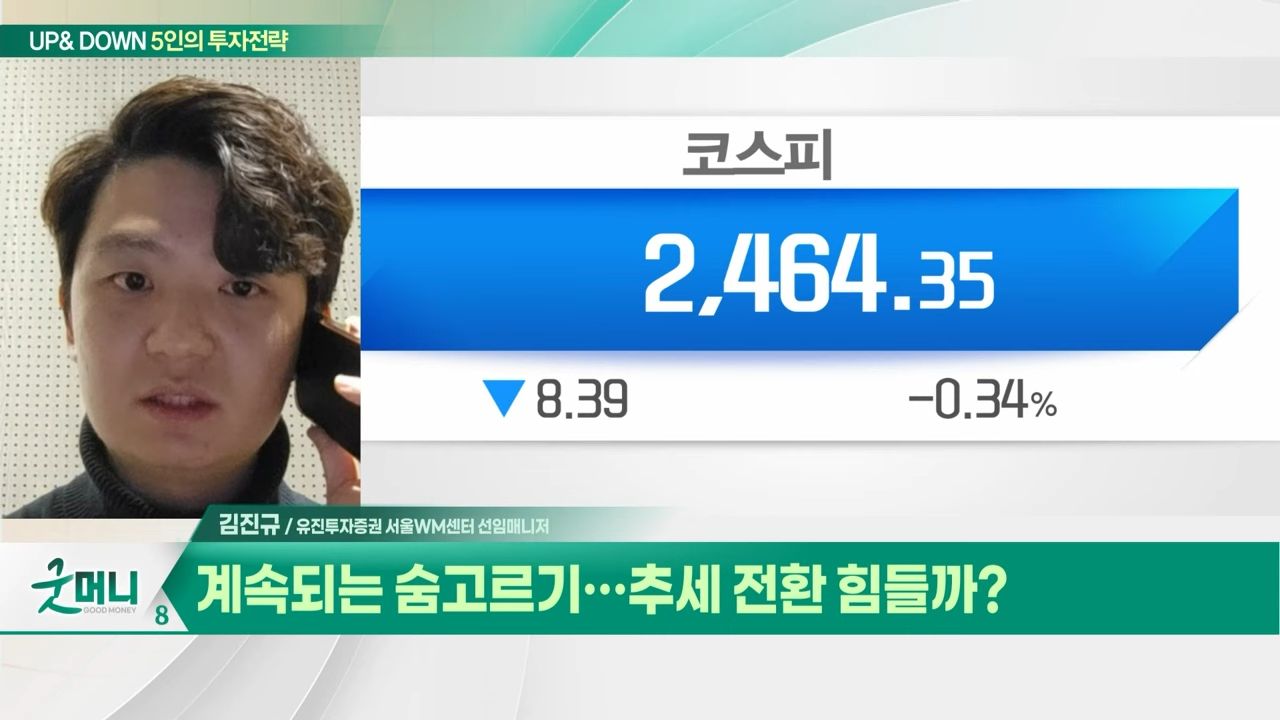 UP& DOWN 5인의 투자전략
코스피
2,464.35
▼ 8.39 -0.34%
김진규 / 유진투자증권 서울WM센터 선임매니저
굿머니
GOOD MONEY
8
계속되는 숨고르기…추세 전환 힘들까?